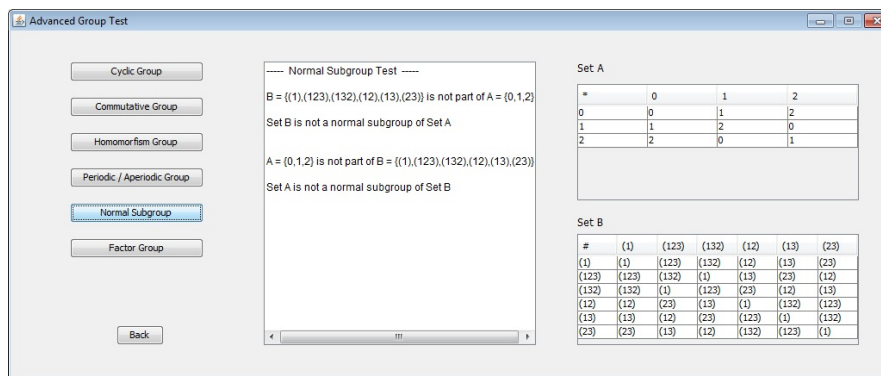 Advanced Group Test
Cyclic Group
Commutative Group
Homomorfism Group
Periodic / Aperiodic Group
Normal Subgroup
Factor Group
Back
----- Normal Subgroup Test -----
B = {(1),(123),(132),(12),(13),(23)} is not part of A = {0,1,2}
Set B is not a normal subgroup of Set A
A = {0,1,2} is not part of B = {(1),(123),(132),(12),(13),(23)}
Set A is not a normal subgroup of Set B
Set A
* 0 1 2
0 0 1 2
1 1 2 0
2 2 0 1
Set B
# (1) (123) (132) (12) (13) (23)
(1) (1) (123) (132) (12) (13) (23)
(123) (123) (132) (1) (13) (23) (12)
(132) (132) (1) (123) (23) (12) (13)
(12) (12) (23) (13) (1) (132) (123)
(13) (13) (12) (23) (123) (1) (132)
(23) (23) (13) (12) (132) (123) (1)